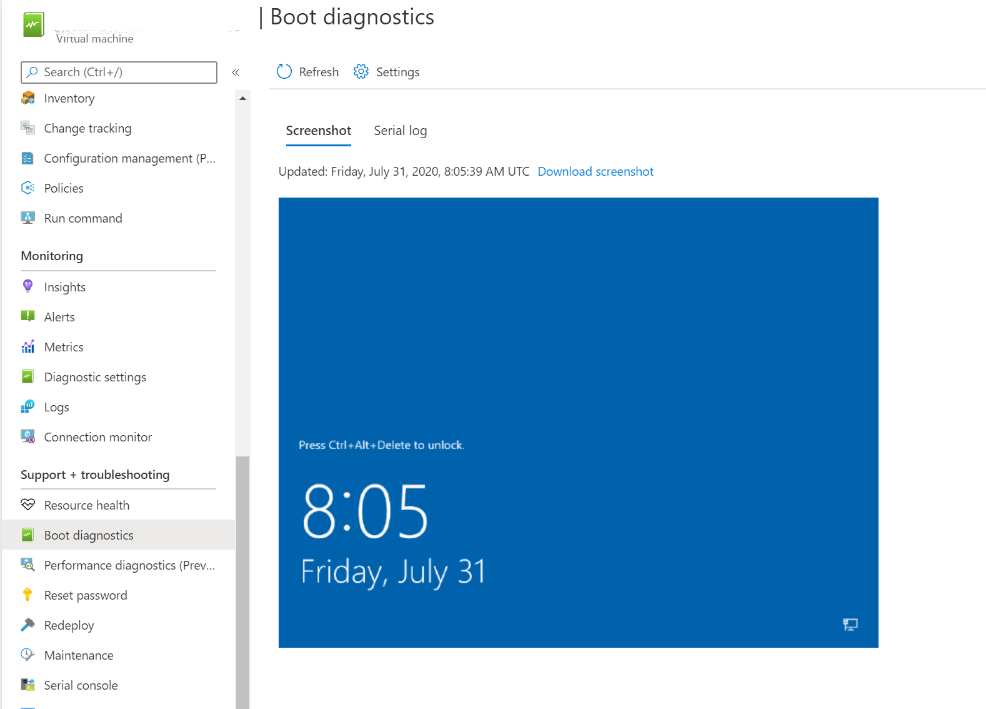 Virtual machine
Search (Ctrl+/)
«
Inventory
Change tracking
Configuration management (P...
Policies
Run command
Monitoring
Insights
Alerts
Metrics
Diagnostic settings
Logs
Connection monitor
Support + troubleshooting
Resource health
Boot diagnostics
Performance diagnostics (Prev...
Reset password
Redeploy
Maintenance
Serial console
| Boot diagnostics
Refresh Settings
Screenshot Serial log
Updated: Friday, July 31, 2020, 8:05:39 AM UTC Download screenshot
Press Ctrl+Alt+Delete to unlock.
8:05
Friday, July 31